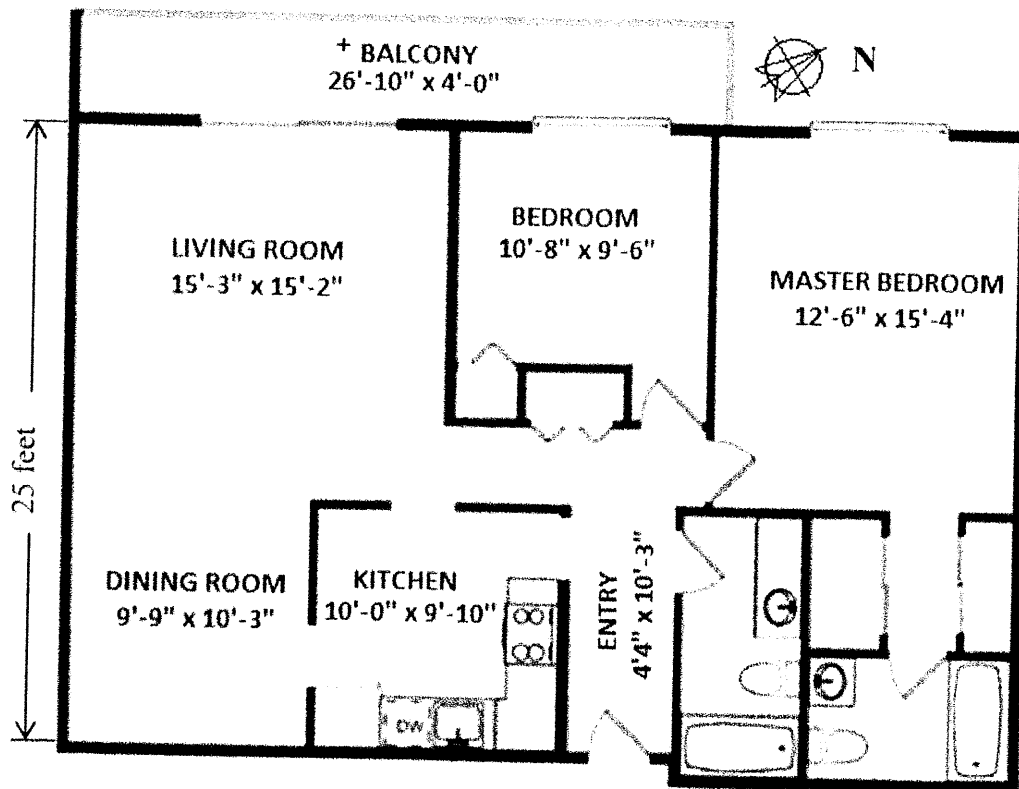 + BALCONY
26'-10" x 4'-0"
N
BEDROOM
10'-8" x 9'-6"
LIVING ROOM
15'-3" x 15'-2"
MASTER BEDROOM
12'-6" x 15'-4"
25 feet
DINING ROOM
9'-9" x 10'-3"
KITCHEN
10'-0" x 9'-10"
ENTRY
4'4" x 10'-3"
DW